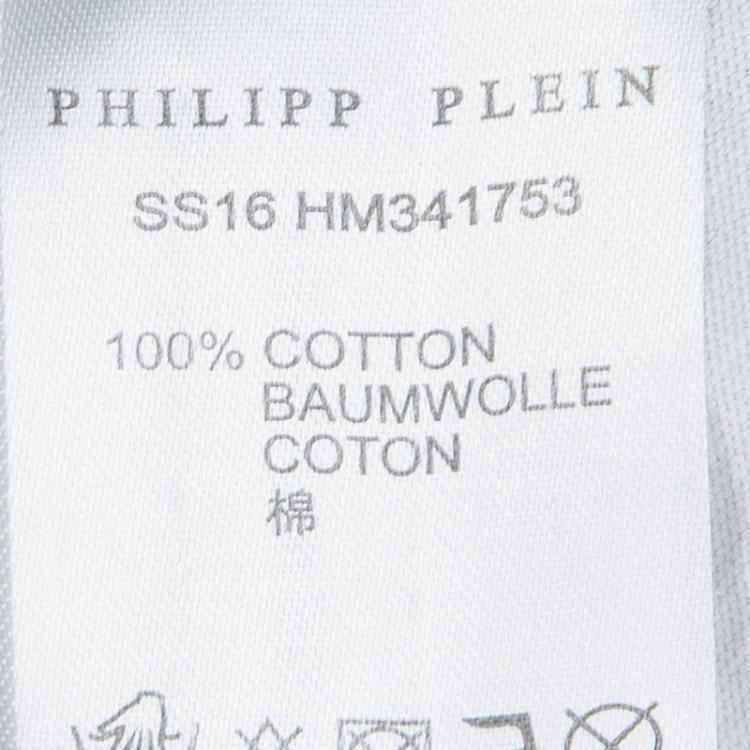 PHILIPP PLEIN
SS16 HM341753
100% COTTON
BAUMWOLLE
COTON
棉